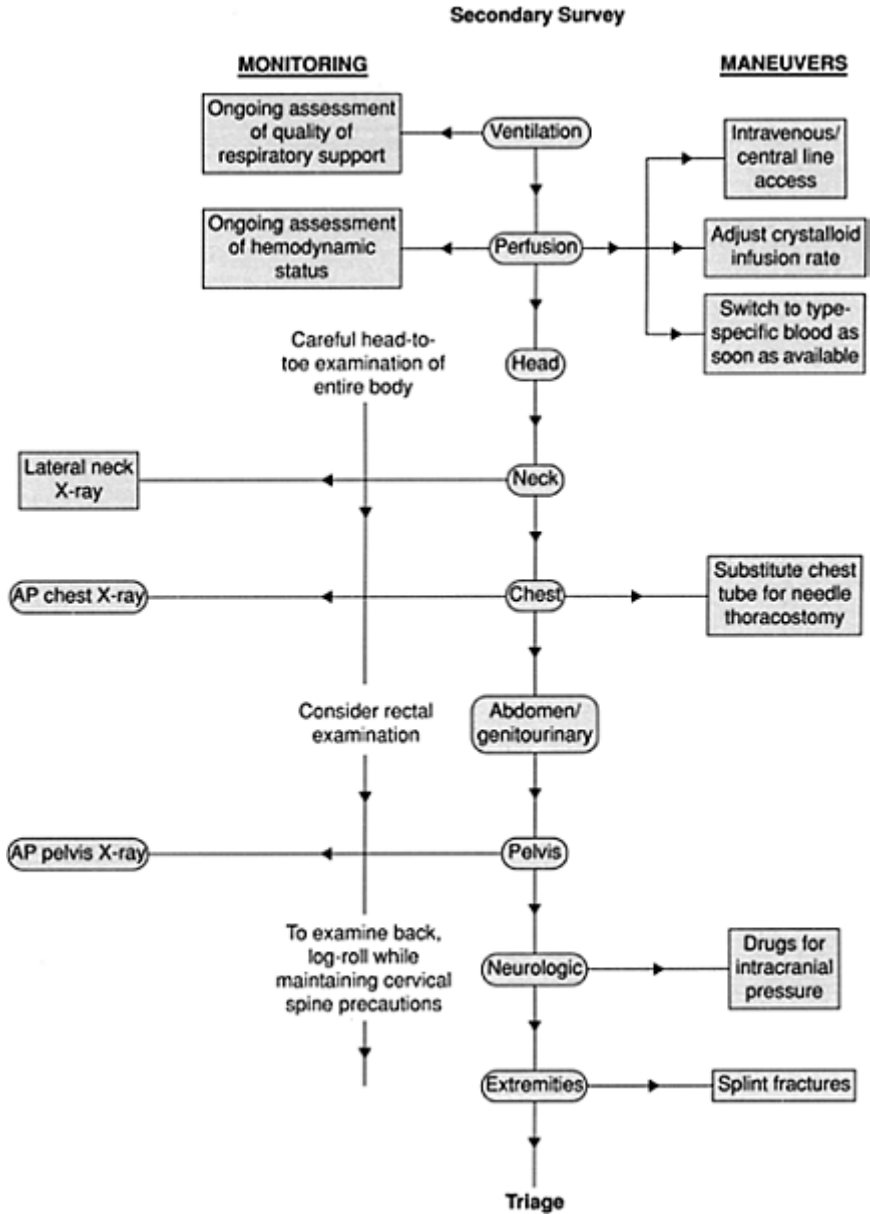 Secondary Survey
MONITORING
MANEUVERS
Ongoing assessment
of quality of
respiratory support
Ventilation
Intravenous/
central line
access
Ongoing assessment
of hemodynamic
status
Perfusion
Adjust crystalloid
infusion rate
Switch to type-
specific blood as
soon as available
Careful head-to-
toe examination of
entire body
Head
Lateral neck
X-ray
Neck
AP chest X-ray
Chest
Substitute chest
tube for needle
thoracostomy
Consider rectal
examination
Abdomen/
genitourinary
AP pelvis X-ray
Pelvis
To examine back,
log-roll while
maintaining cervical
spine precautions
Neurologic
Drugs for
intracranial
pressure
Extremities
Splint fractures
Triage